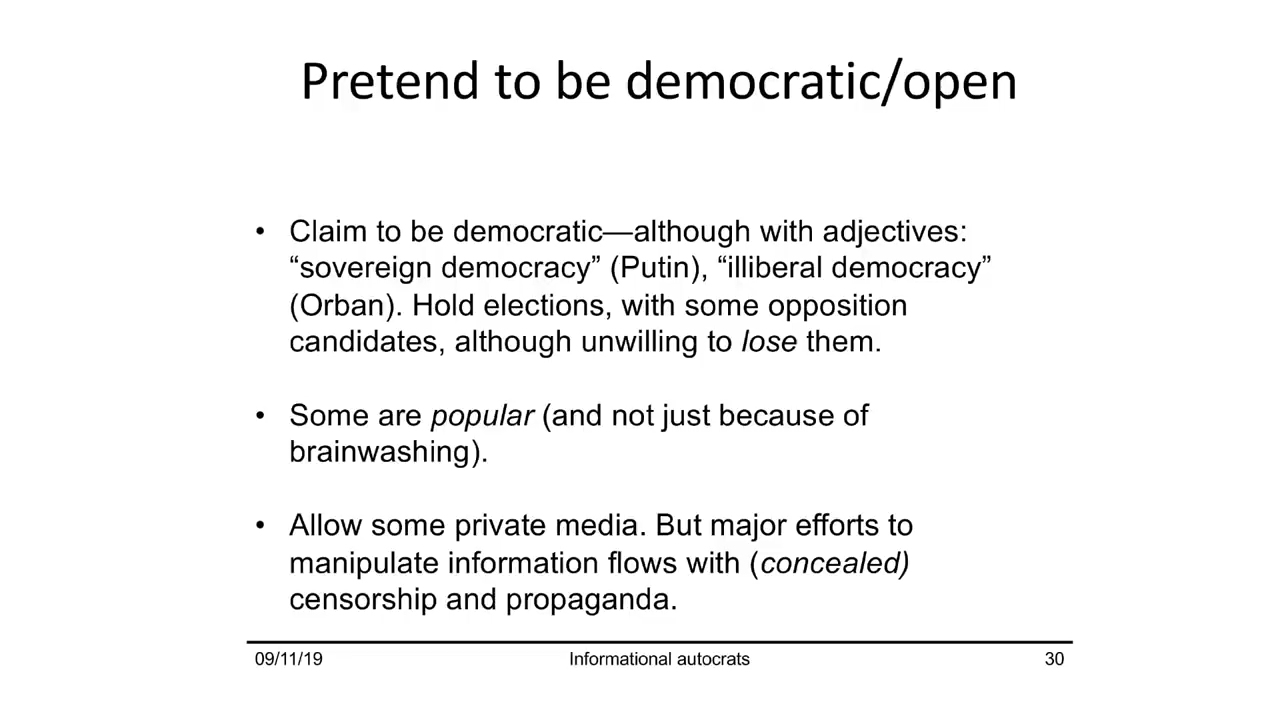 Pretend to be democratic/open
• Claim to be democratic—although with adjectives:
“sovereign democracy” (Putin), “illiberal democracy”
(Orban). Hold elections, with some opposition
candidates, although unwilling to lose them.
• Some are popular (and not just because of
brainwashing).
• Allow some private media. But major efforts to
manipulate information flows with (concealed)
censorship and propaganda.
09/11/19 Informational autocrats 30